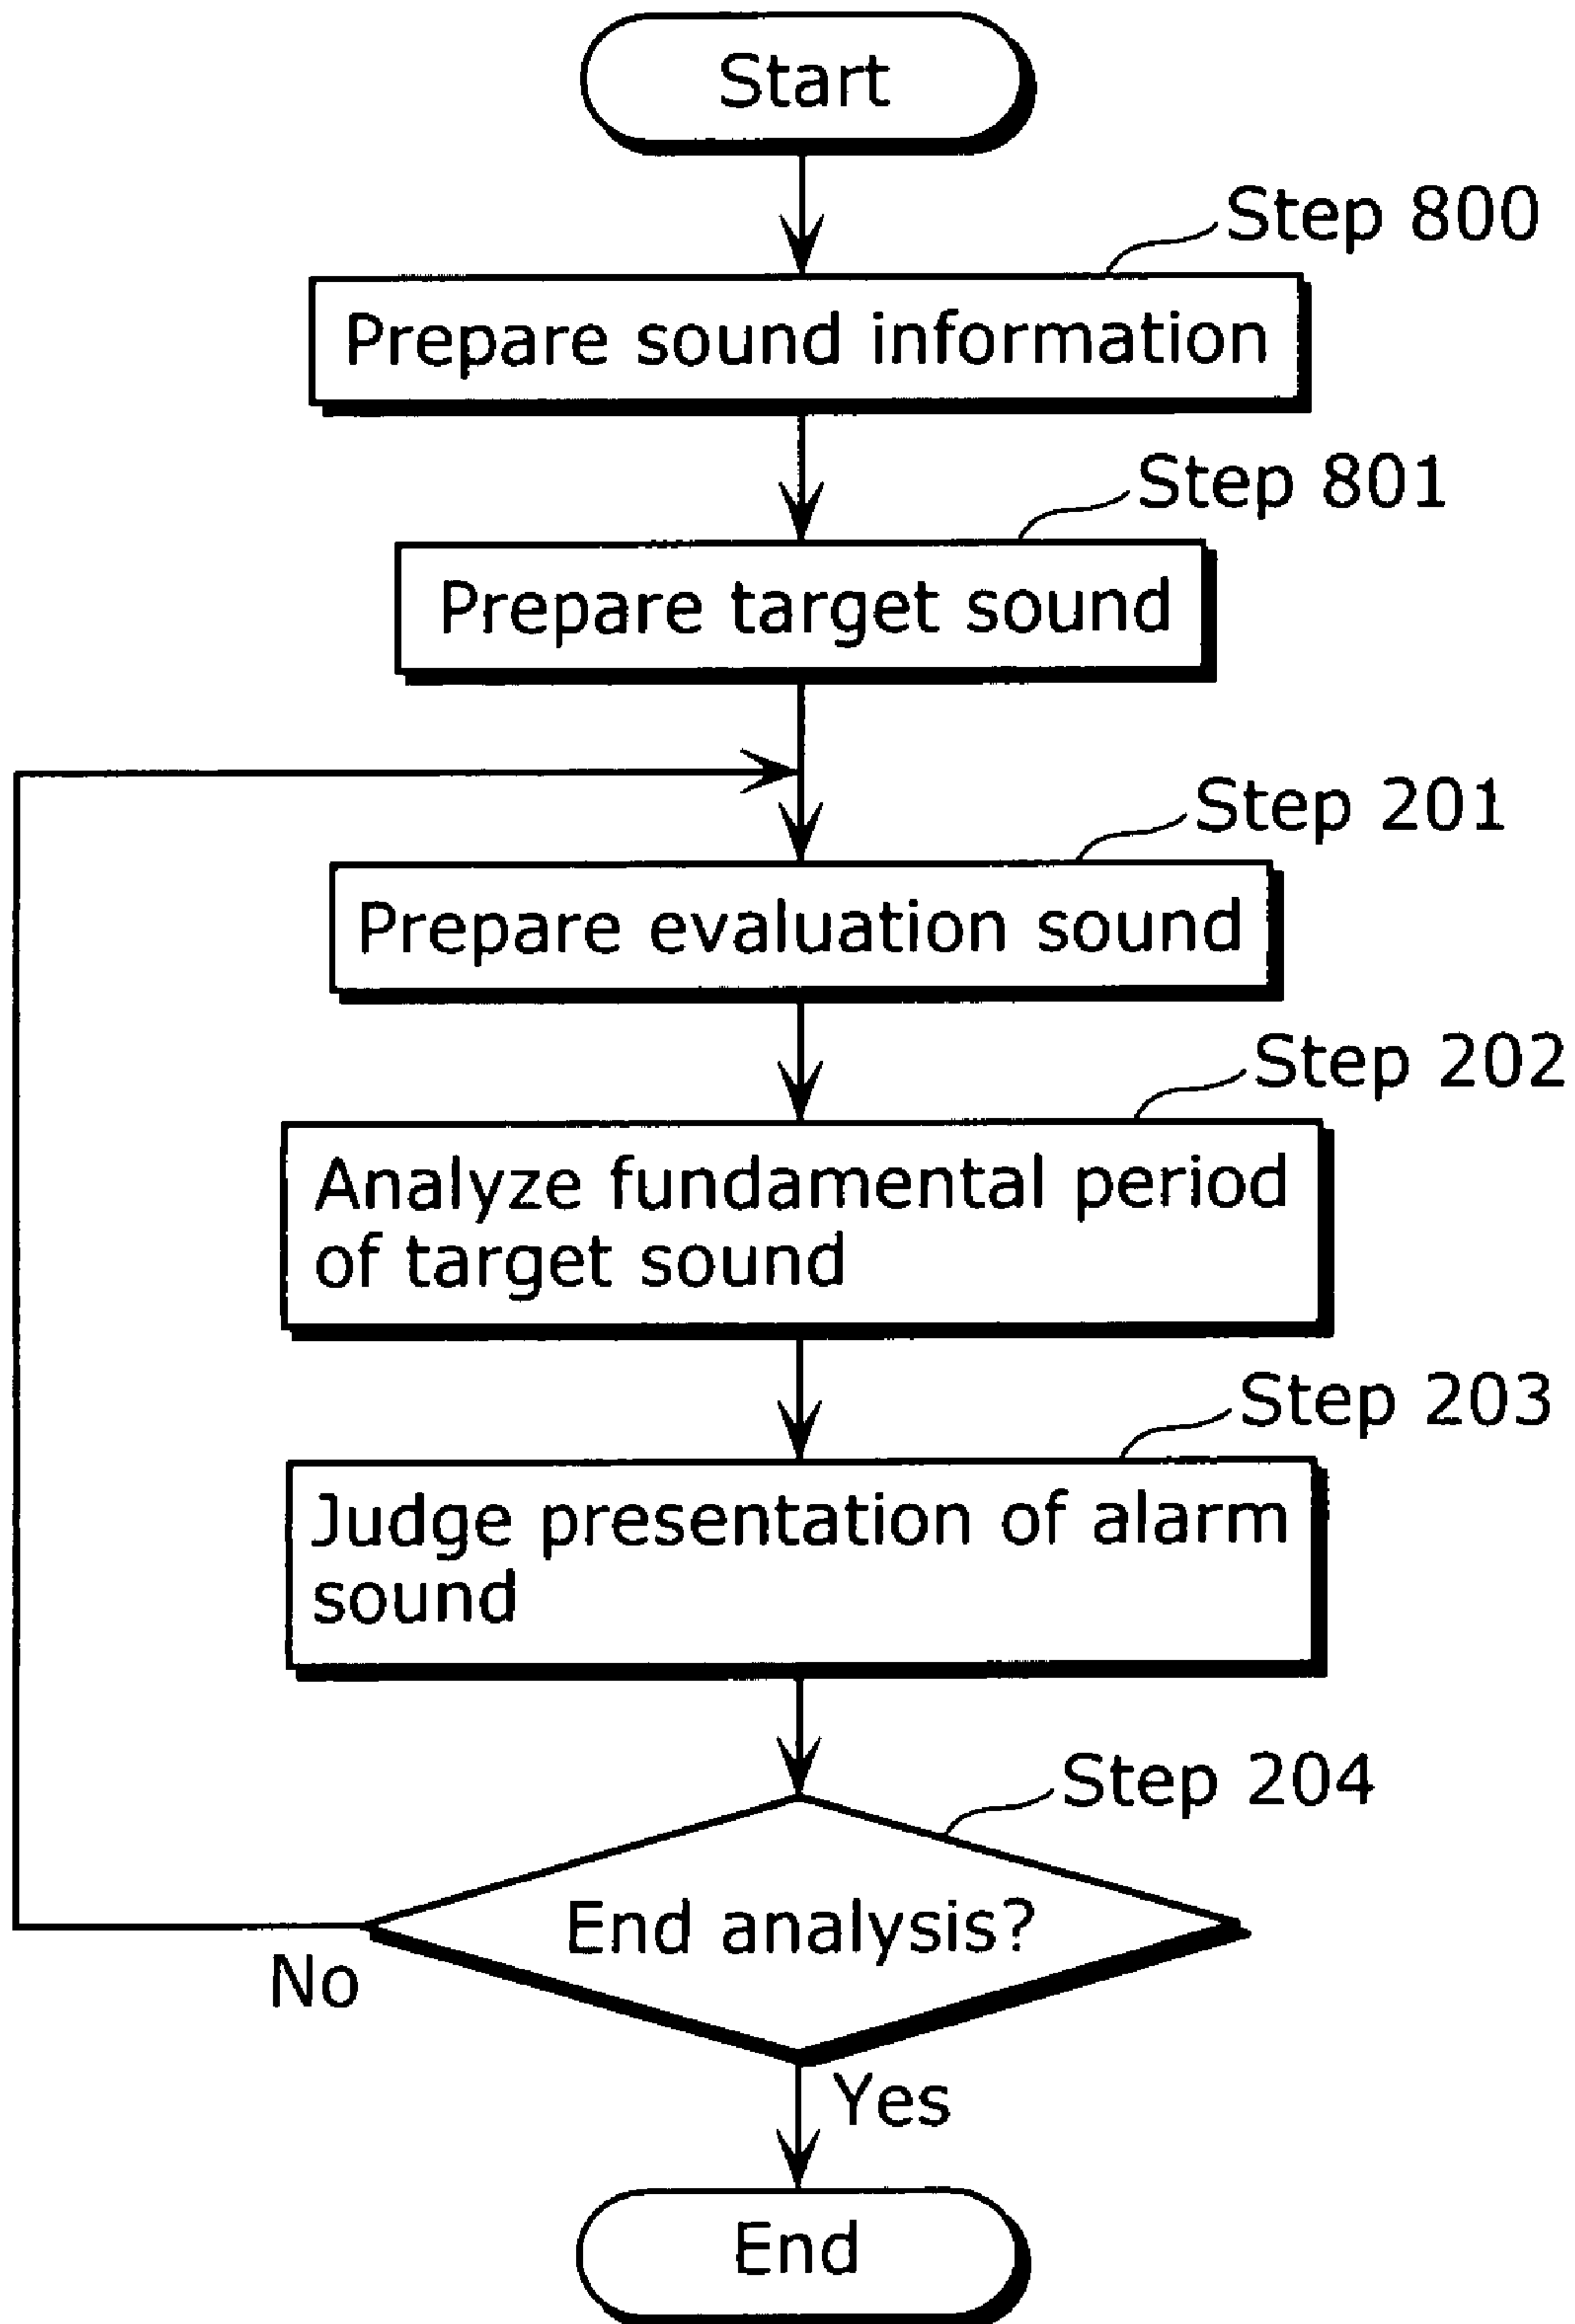 Start
Step 800
Prepare sound information
Step 801
Prepare target sound
Step 201
Prepare evaluation sound
Step 202
Analyze fundamental period
of target sound
Step 203
Judge presentation of alarm
sound
Step 204
End analysis?
No
Yes
End